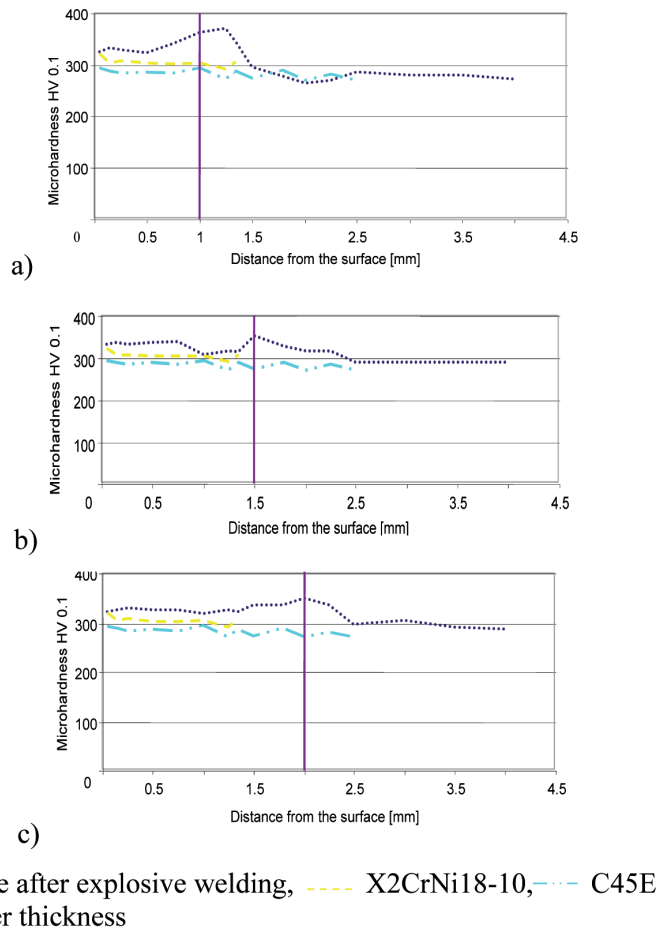 400
300
200
100
0 0.5 1 1.5 2.5 3.5 4.5
Microhardness HV 0.1
Distance from the surface [mm]
a)
400
300
200
100
0 0.5 1.5 2.5 3.5 4.5
Microhardness HV 0.1
Distance from the surface [mm]
b)
400
300
200
100
0 0.5 1.5 2.5 3.5 4.5
Microhardness HV 0.1
Distance from the surface [mm]
c)
e after explosive welding, X2CrNi18-10, C45E
er thickness